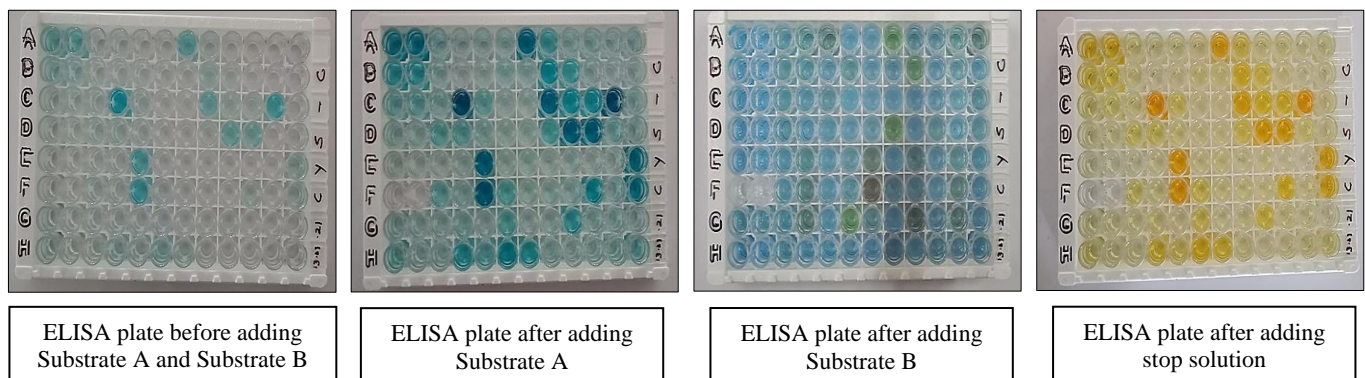 A
B
C
D
E
F
G
H
C
I
S
Y
C
A
B
C
D
E
F
G
H
C
I
S
Y
C
A
B
C
D
E
F
G
H
C
I
S
Y
C
A
B
C
D
E
F
G
H
C
I
S
Y
C
ELISA plate before adding
Substrate A and Substrate B
ELISA plate after adding
Substrate A
ELISA plate after adding
Substrate B
ELISA plate after adding
stop solution